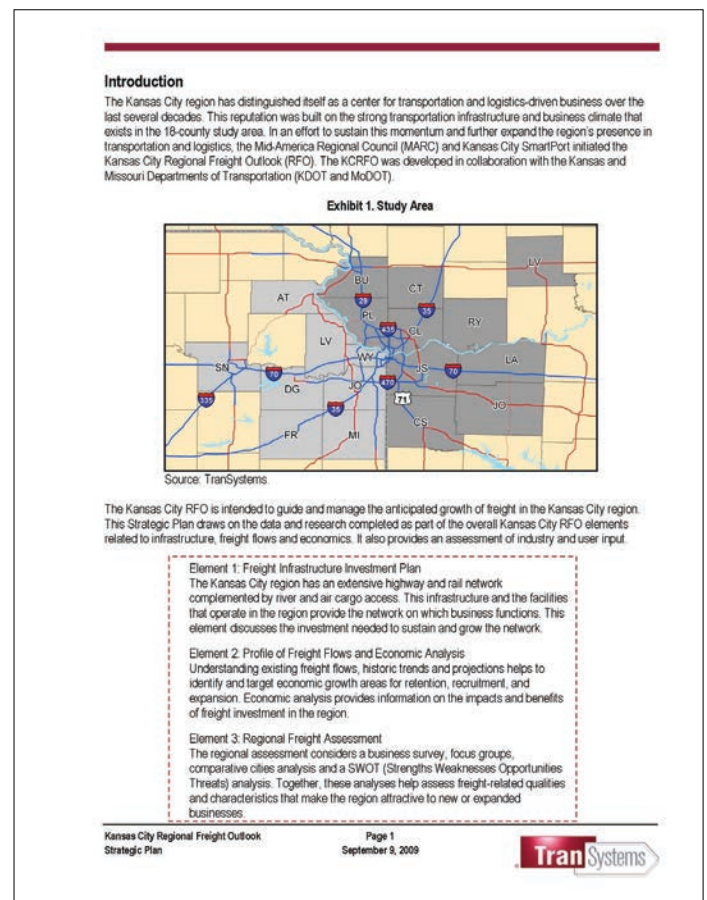 Introduction
The Kansas City region has distinguished itself as a center for transportation and logistics-driven business over the
last several decades. This reputation was built on the strong transportation infrastructure and business climate that
exists in the 18-county study area. In an effort to sustain this momentum and further expand the region's presence in
transportation and logistics, the Mid-America Regional Council (MARC) and Kansas City SmartPort initiated the
Kansas City Regional Freight Outlook (RFO). The KCRFO was developed in collaboration with the Kansas and
Missouri Departments of Transportation (KDOT and MoDOT).
Exhibit 1. Study Area
LV
BU
CT
AT
29
35
PL
RY
435
CL
LV
WY
LA
SN
JS
70
70
DG
JO
470
335
71
JO
35
CS
FR
MI
Source: TranSystems
The Kansas City RFO is intended to guide and manage the anticipated growth of freight in the Kansas City region.
This Strategic Plan draws on the data and research completed as part of the overall Kansas City RFO elements
related to infrastructure, freight flows and economics. It also provides an assessment of industry and user input.
Element 1: Freight Infrastructure Investment Plan
The Kansas City region has an extensive highway and rail network
complemented by river and air cargo access. This infrastructure and the facilities
that operate in the region provide the network on which business functions. This
element discusses the investment needed to sustain and grow the network.
Element 2: Profile of Freight Flows and Economic Analysis
Understanding existing freight flows, historic trends and projections helps to
identify and target economic growth areas for retention, recruitment, and
expansion. Economic analysis provides information on the impacts and benefits
of freight investment in the region.
Element 3: Regional Freight Assessment
The regional assessment considers a business survey, focus groups,
comparative cities analysis and a SWOT (Strengths Weaknesses Opportunities
Threats) analysis. Together, these analyses help assess freight-related qualities
and characteristics that make the region attractive to new or expanded
businesses.
Kansas City Regional Freight Outlook
Strategic Plan
Page 1
September 9, 2009
TranSystems